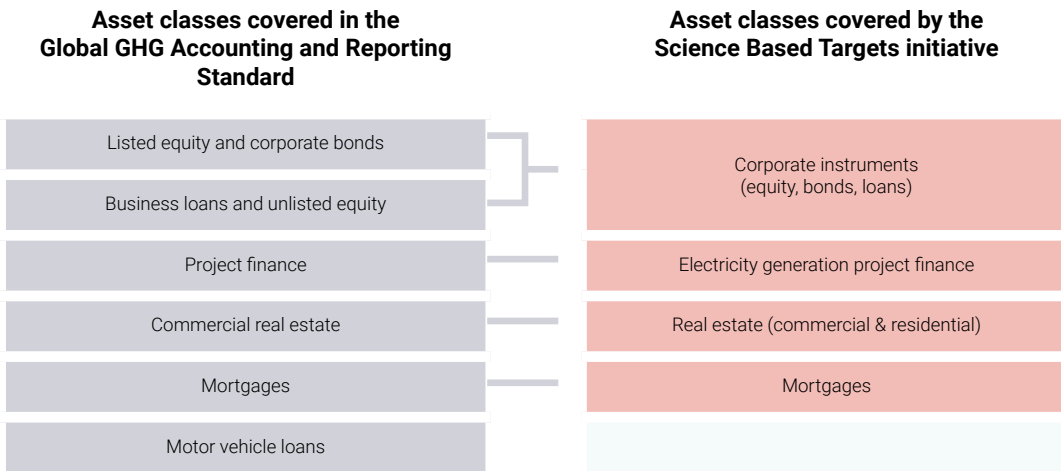 Asset classes covered in the
Global GHG Accounting and Reporting
Standard
Asset classes covered by the
Science Based Targets initiative
Listed equity and corporate bonds
Business loans and unlisted equity
Corporate instruments
(equity, bonds, loans)
Project finance
Electricity generation project finance
Commercial real estate
Real estate (commercial & residential)
Mortgages
Mortgages
Motor vehicle loans